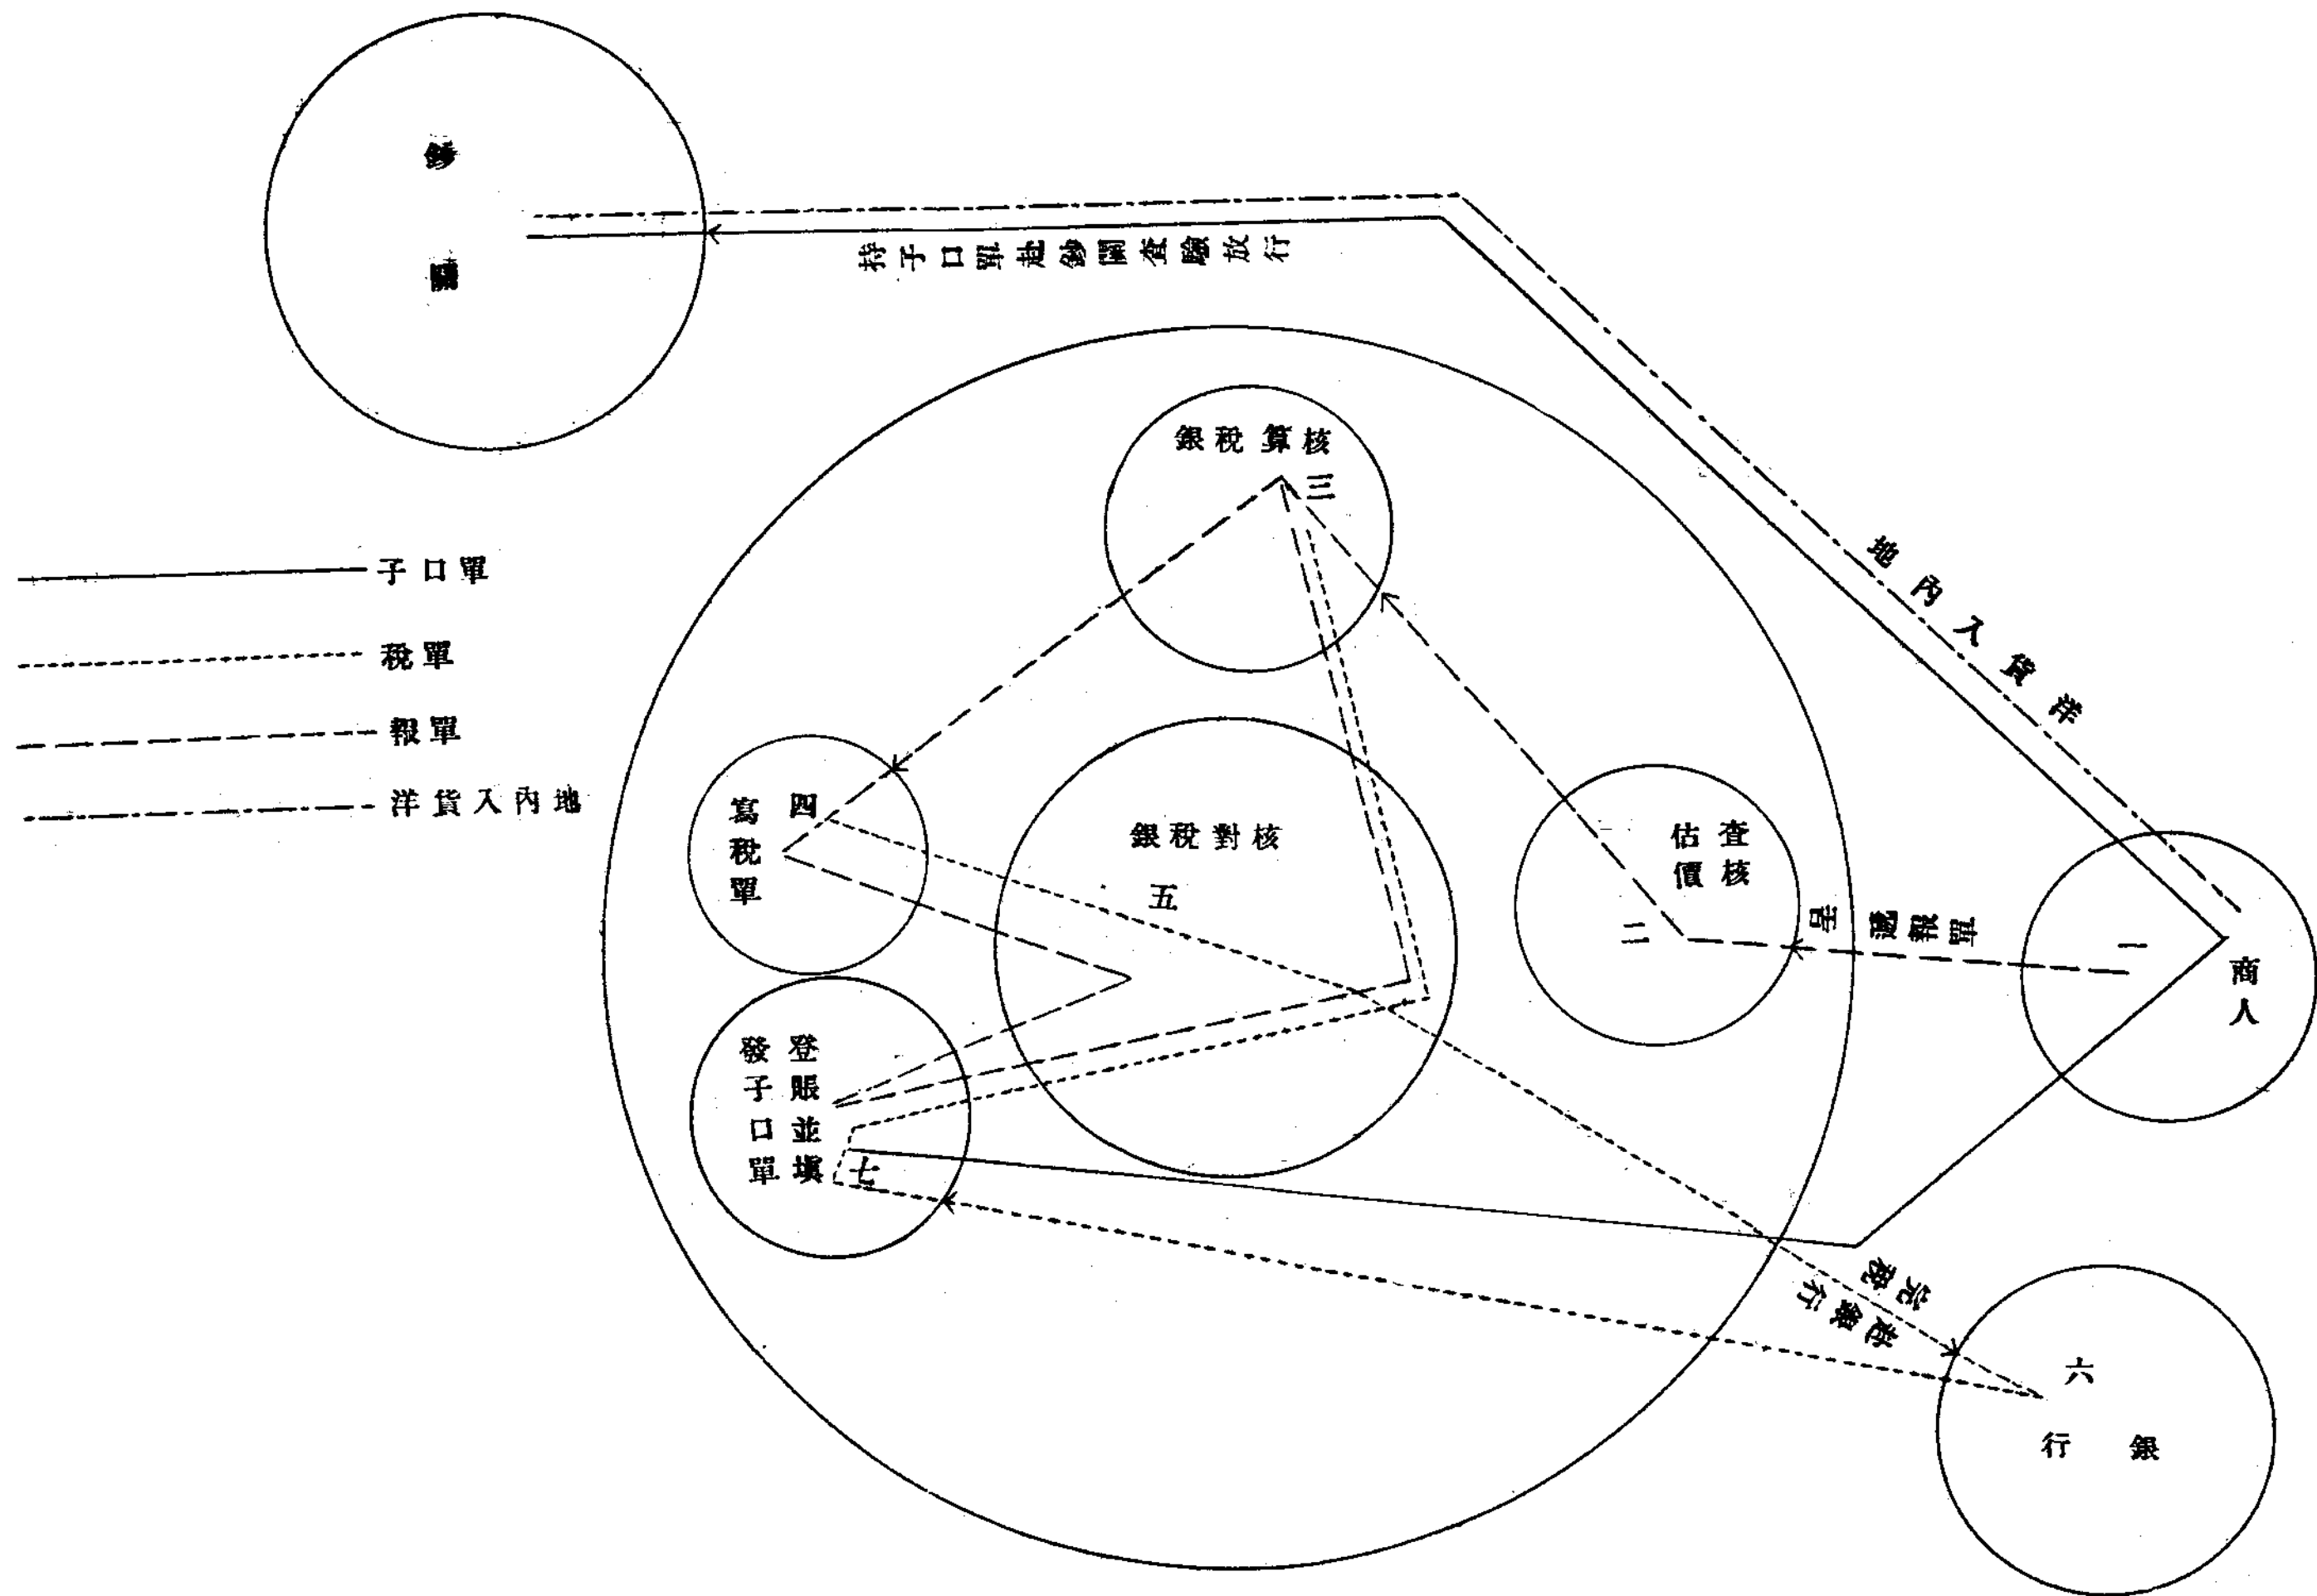 鈔關
持子口單赴鈔關查驗放行
洋貨入內地
核算稅銀
三
子口單
稅單
報單
洋貨入內地
四
寫稅單
核對稅銀
五
查核
估價
二
呈遞報單
一
商人
登賬並填
發子口單
七
赴銀行
完稅
六
銀行